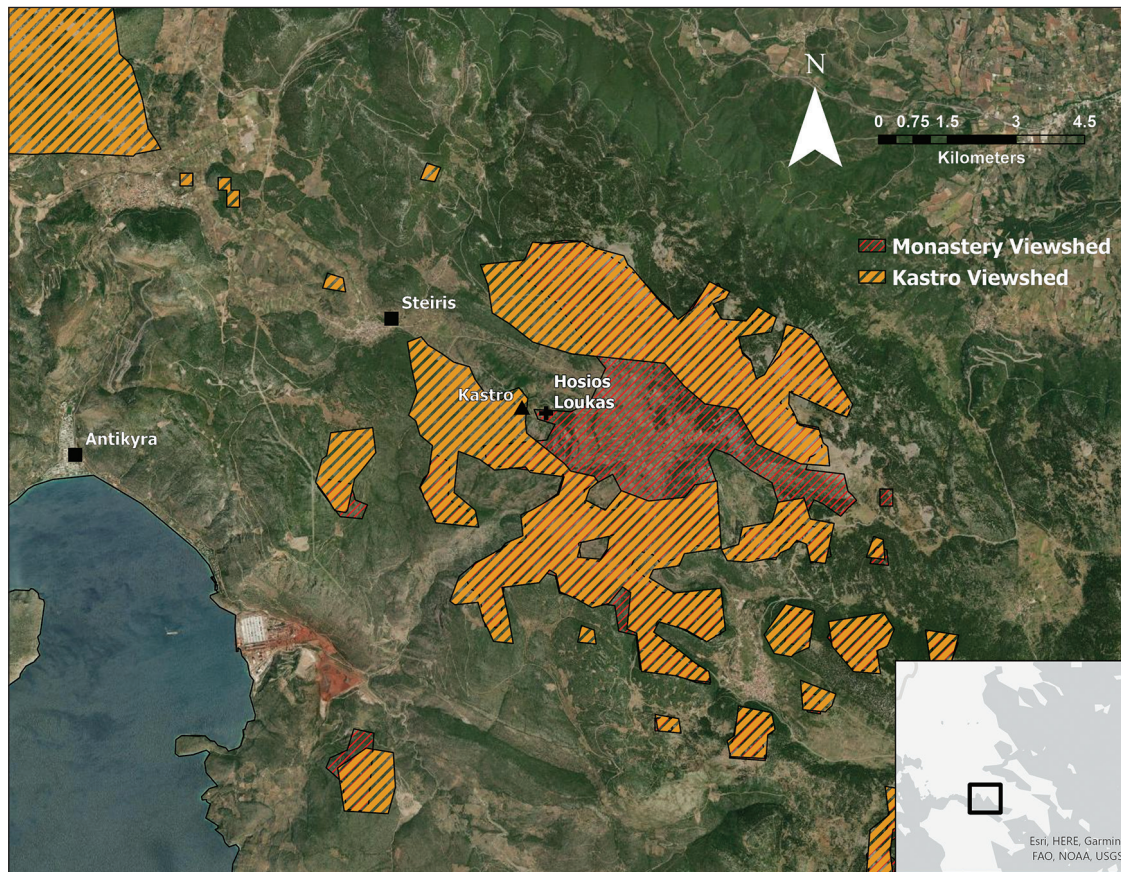 N
0 0.75 1.5 3 4.5
Kilometers
Monastery Viewshed
Kastro Viewshed
Steiris
Hosios
Loukas
Kastro
Antikyra
Esri, HERE, Garmin
FAO, NOAA, USGS